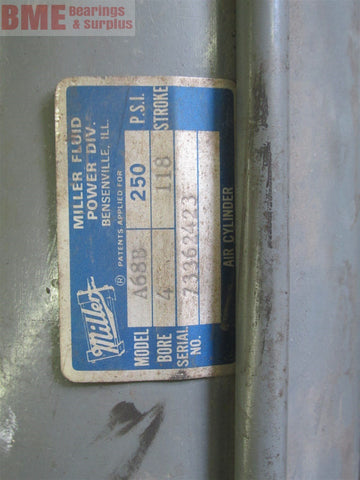 BME Bearings
& Surplus
MILLER FLUID
POWER DIV.
BENSENVILLE, ILL.
PATENTS APPLIED FOR
Miller ®
MODEL A68B 250 P.S.I.
BORE 4 118 STROKE
SERIAL NO. 73362423
AIR CYLINDER